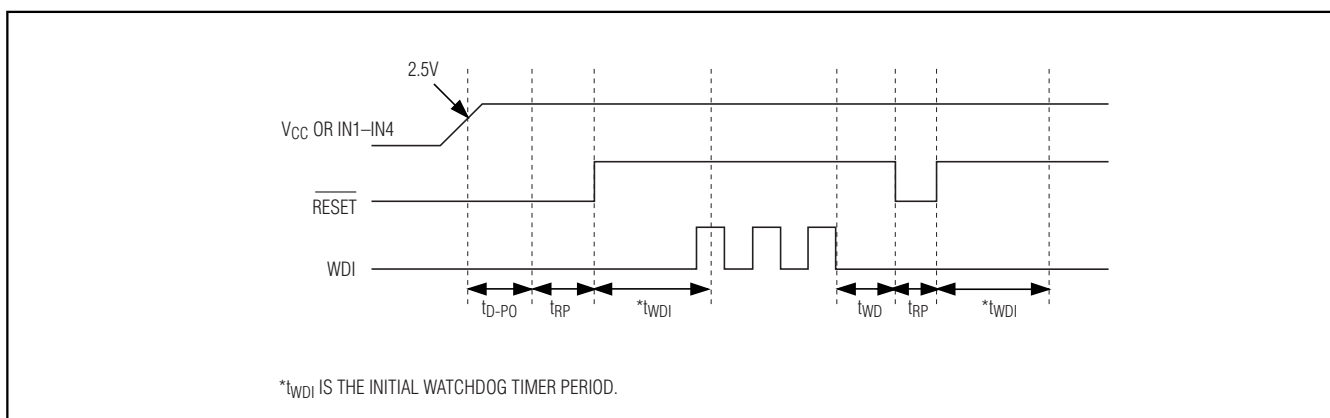 2.5V
VCC OR IN1–IN4
RESET
WDI
tD-PO tRP *tWDI tWD tRP *tWDI
*tWDI IS THE INITIAL WATCHDOG TIMER PERIOD.